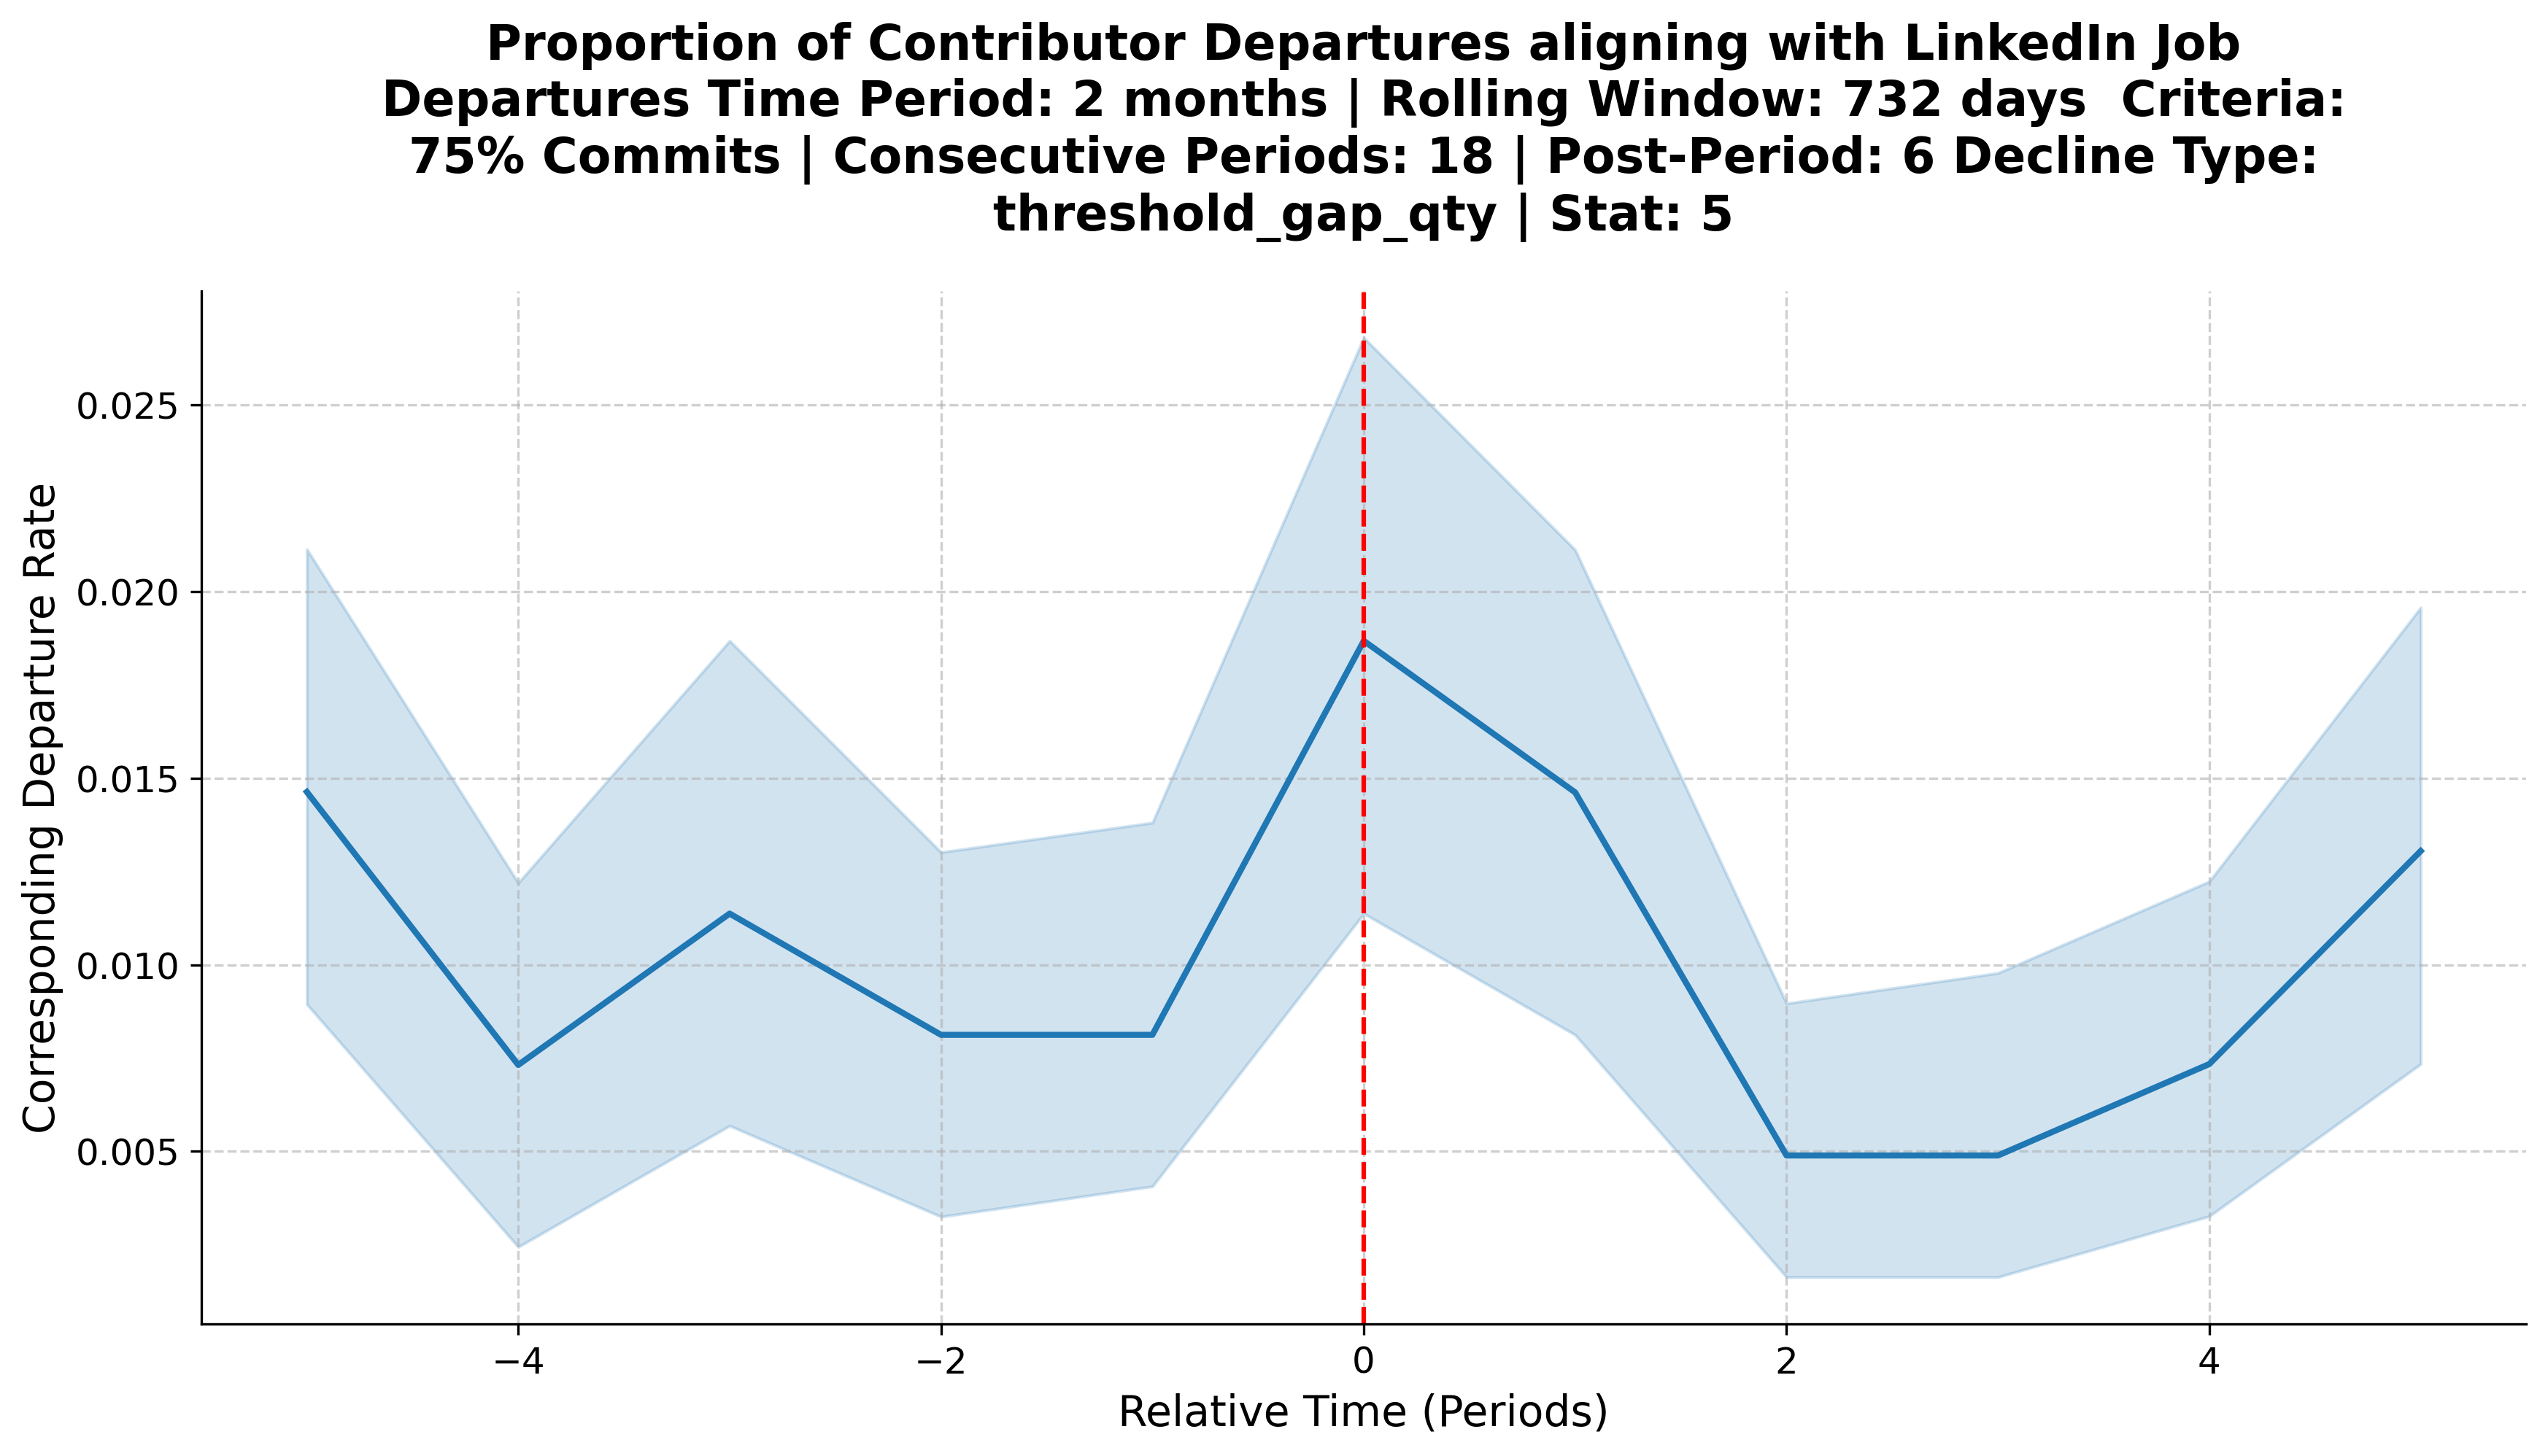 Proportion of Contributor Departures aligning with LinkedIn Job
Departures Time Period: 2 months | Rolling Window: 732 days  Criteria:
75% Commits | Consecutive Periods: 18 | Post-Period: 6 Decline Type:
threshold_gap_qty | Stat: 5
Corresponding Departure Rate
0.025
0.020
0.015
0.010
0.005
−4
−2
0
2
4
Relative Time (Periods)